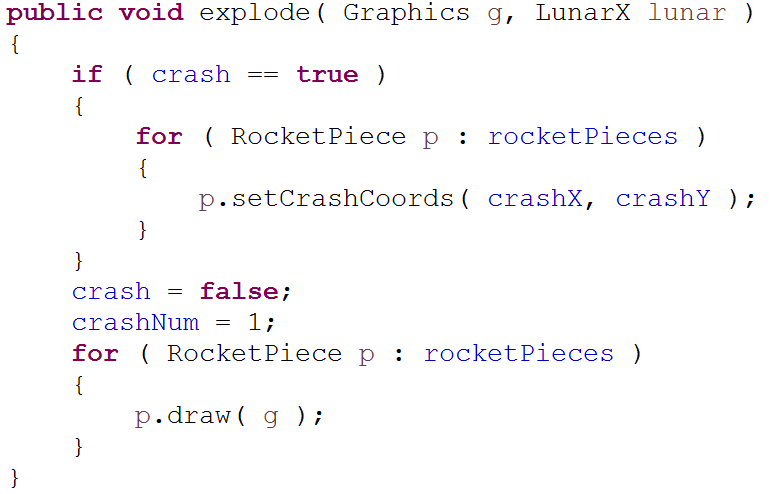 public void explode( Graphics g, LunarX lunar )
{
    if ( crash == true )
    {
        for ( RocketPiece p : rocketPieces )
        {
            p.setCrashCoords( crashX, crashY );
        }
    }
    crash = false;
    crashNum = 1;
    for ( RocketPiece p : rocketPieces )
    {
        p.draw( g );
    }
}